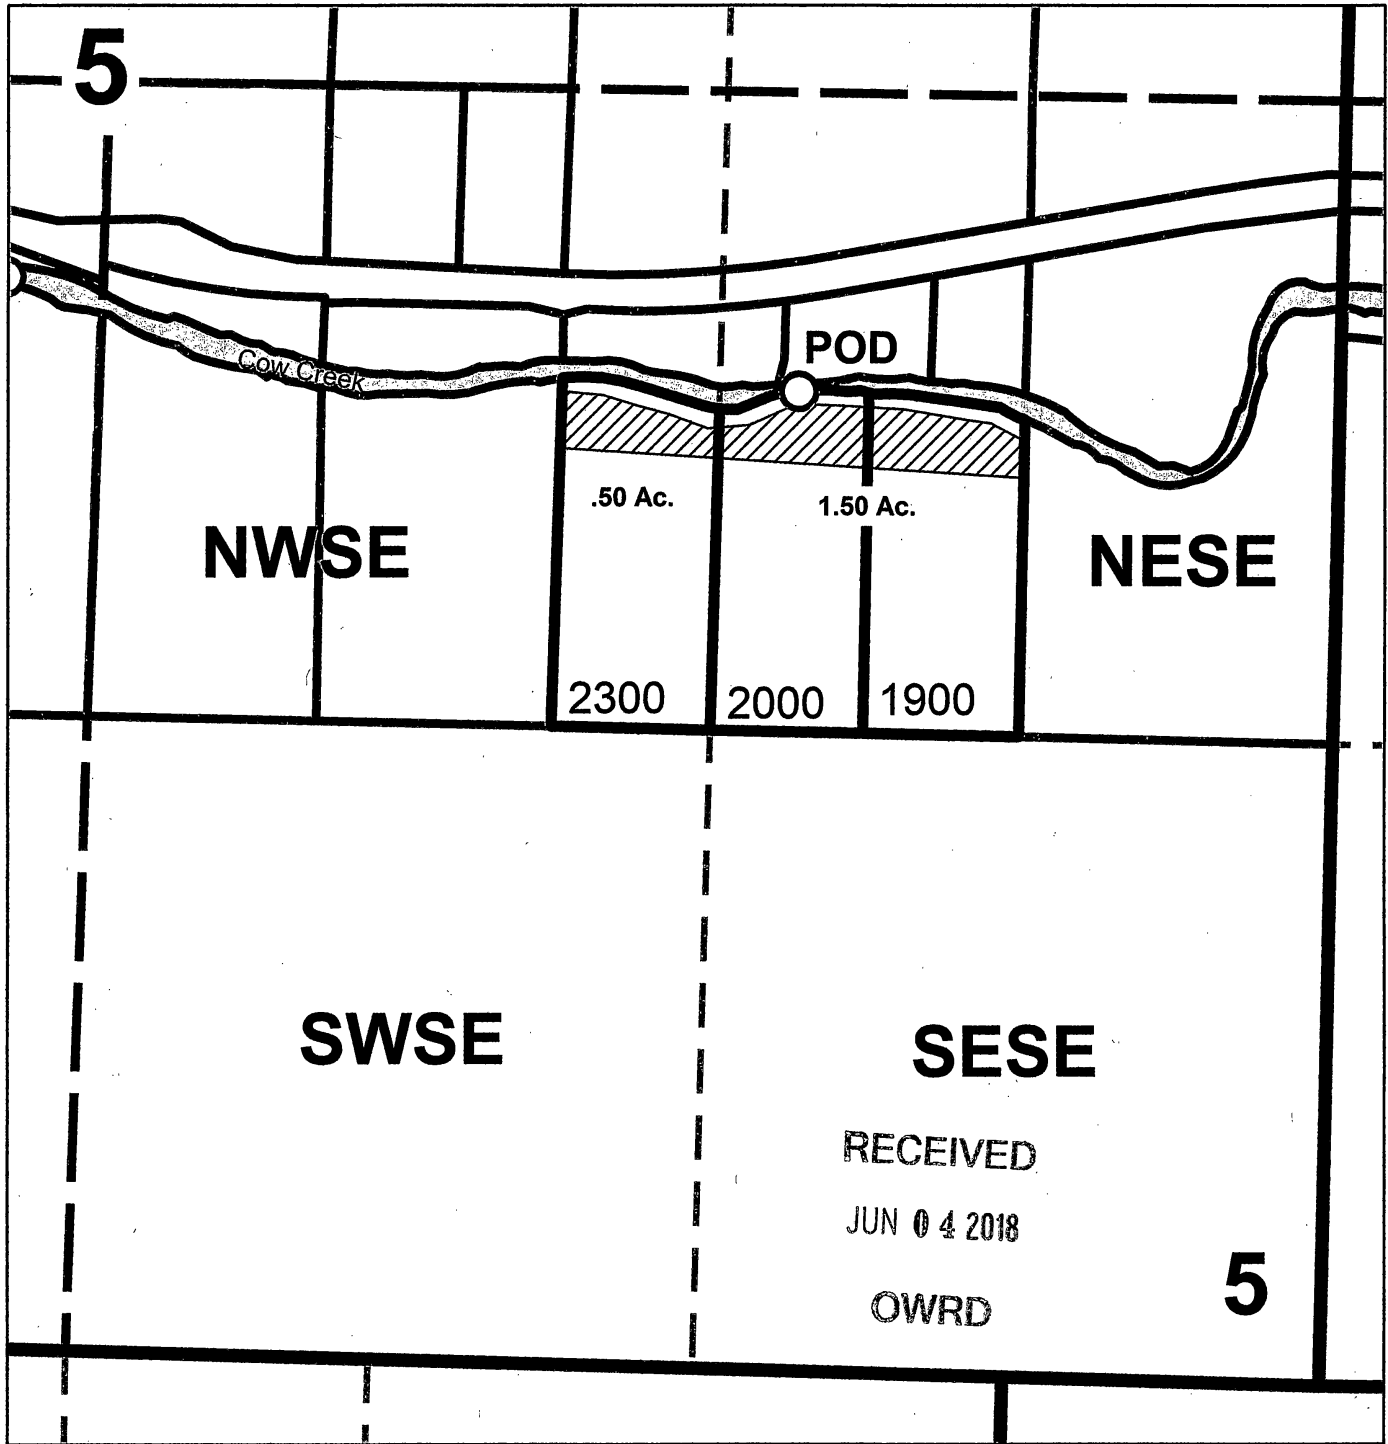 5
POD
Cow Creek
.50 Ac.
1.50 Ac.
NWSE
NESE
2300
2000
1900
SWSE
SESE
RECEIVED
JUN 04 2018
OWRD
5